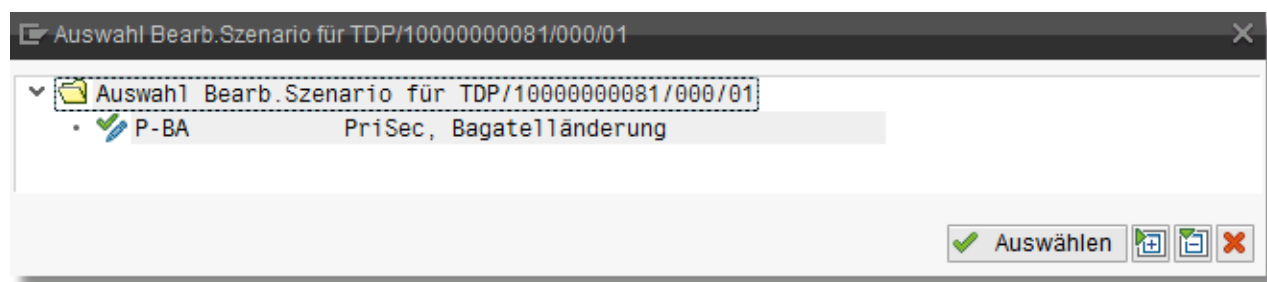 Auswahl Bearb.Szenario für TDP/10000000081/000/01
Auswahl Bearb.Szenario für TDP/10000000081/000/01
P-BA PriSec, Bagatelländerung
Auswählen